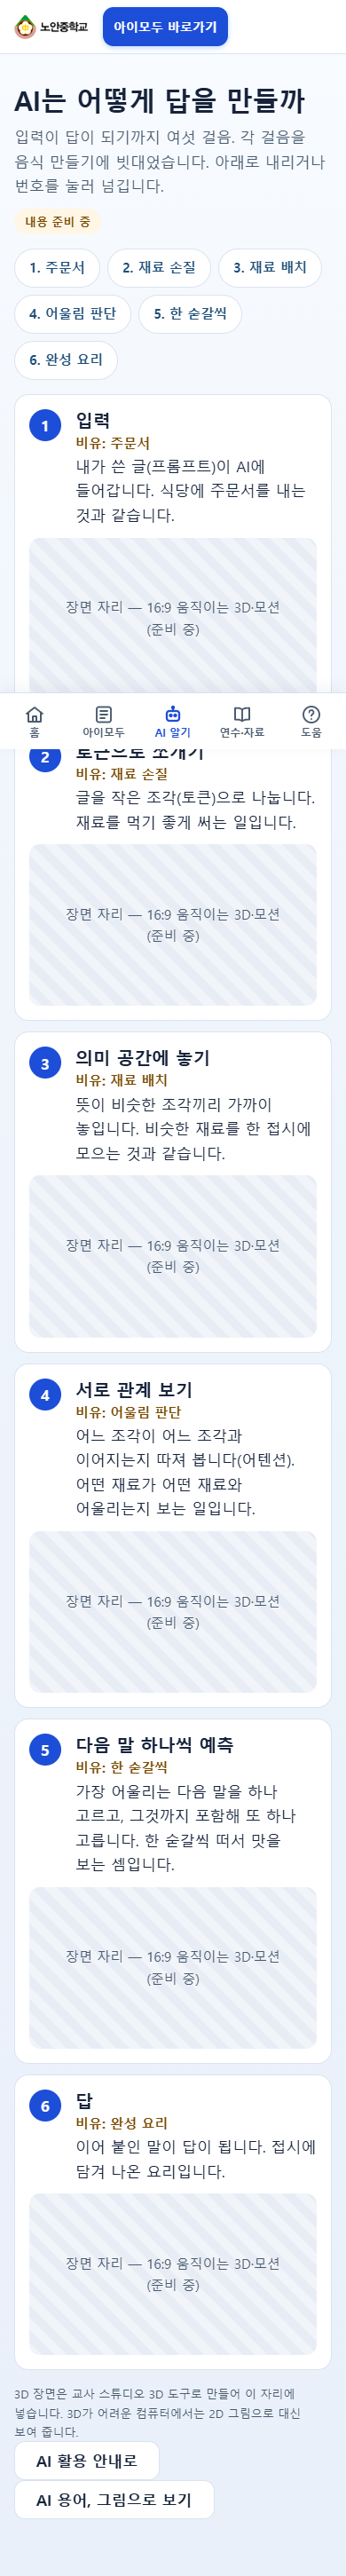 노안중학교
아이모두 바로가기
AI는 어떻게 답을 만들까
입력이 답이 되기까지 여섯 걸음. 각 걸음을
음식 만들기에 빗대었습니다. 아래로 내리거나
번호를 눌러 넘깁니다.
내용 준비 중
1. 주문서
2. 재료 손질
3. 재료 배치
4. 어울림 판단
5. 한 숟갈씩
6. 완성 요리
1
입력
비유: 주문서
내가 쓴 글(프롬프트)이 AI에
들어갑니다. 식당에 주문서를 내는
것과 같습니다.
장면 자리 — 16:9 움직이는 3D·모션
(준비 중)
홈
아이모두
AI 알기
연수·자료
도움
2
토큰으로 쪼개기
비유: 재료 손질
글을 작은 조각(토큰)으로 나눕니다.
재료를 먹기 좋게 써는 일입니다.
장면 자리 — 16:9 움직이는 3D·모션
(준비 중)
3
의미 공간에 놓기
비유: 재료 배치
뜻이 비슷한 조각끼리 가까이
놓입니다. 비슷한 재료를 한 접시에
모으는 것과 같습니다.
장면 자리 — 16:9 움직이는 3D·모션
(준비 중)
4
서로 관계 보기
비유: 어울림 판단
어느 조각이 어느 조각과
이어지는지 따져 봅니다(어텐션).
어떤 재료가 어떤 재료와
어울리는지 보는 일입니다.
장면 자리 — 16:9 움직이는 3D·모션
(준비 중)
5
다음 말 하나씩 예측
비유: 한 숟갈씩
가장 어울리는 다음 말을 하나
고르고, 그것까지 포함해 또 하나
고릅니다. 한 숟갈씩 떠서 맛을
보는 셈입니다.
장면 자리 — 16:9 움직이는 3D·모션
(준비 중)
6
답
비유: 완성 요리
이어 붙인 말이 답이 됩니다. 접시에
담겨 나온 요리입니다.
장면 자리 — 16:9 움직이는 3D·모션
(준비 중)
3D 장면은 교사 스튜디오 3D 도구로 만들어 이 자리에
넣습니다. 3D가 어려운 컴퓨터에서는 2D 그림으로 대신
보여 줍니다.
AI 활용 안내로
AI 용어, 그림으로 보기